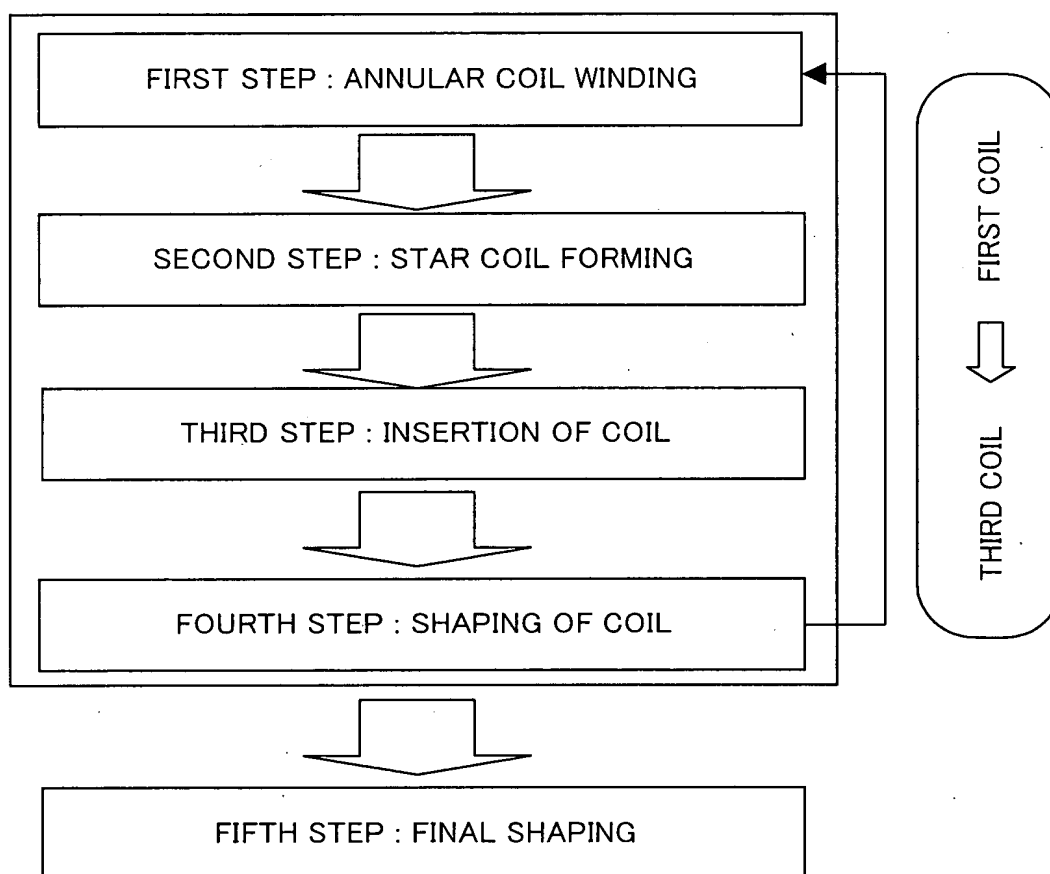 FIRST STEP : ANNULAR COIL WINDING
SECOND STEP : STAR COIL FORMING
THIRD STEP : INSERTION OF COIL
FOURTH STEP : SHAPING OF COIL
FIFTH STEP : FINAL SHAPING
FIRST COIL
THIRD COIL